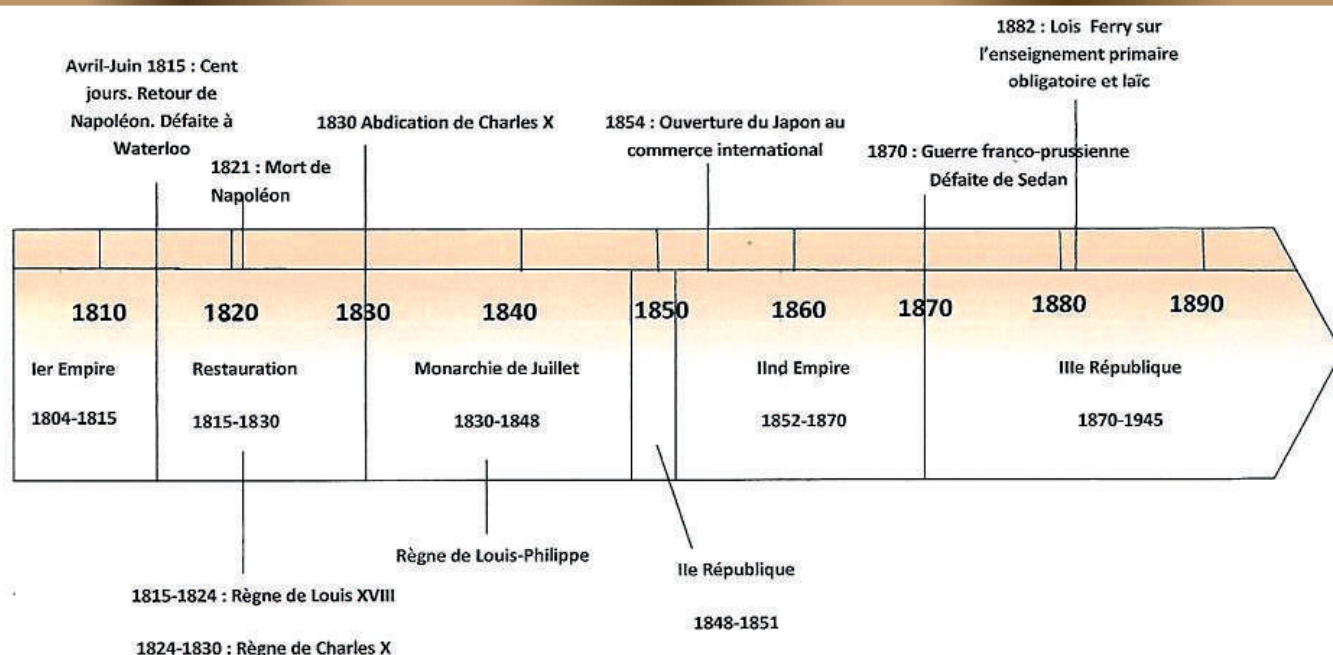 1882 : Lois Ferry sur
l'enseignement primaire
obligatoire et laïc
Avril-Juin 1815 : Cent
jours. Retour de
Napoléon. Défaite à
Waterloo
1830 Abdication de Charles X
1854 : Ouverture du Japon au
commerce international
1870 : Guerre franco-prussienne
Défaite de Sedan
1821 : Mort de
Napoléon
1810 1820 1830 1840 1850 1860 1870 1880 1890
Ier Empire
1804-1815
Restauration
1815-1830
Monarchie de Juillet
1830-1848
IInd Empire
1852-1870
IIIe République
1870-1945
Règne de Louis-Philippe
IIe République
1848-1851
1815-1824 : Règne de Louis XVIII
1824-1830 : Règne de Charles X